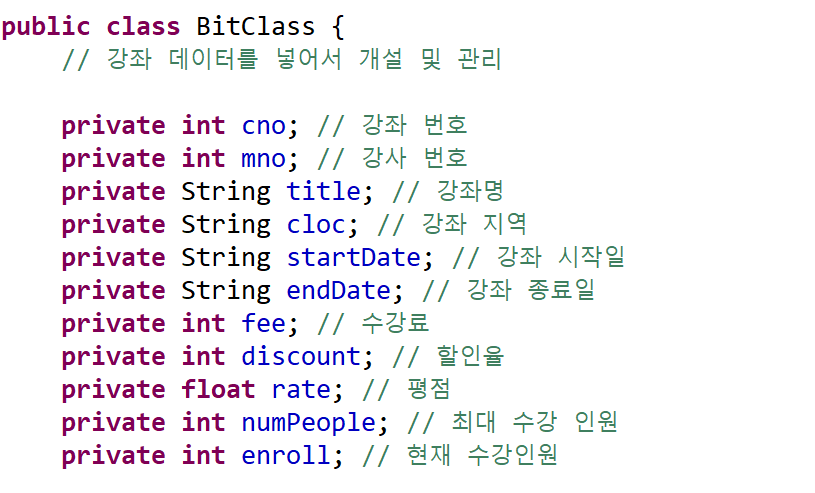 public class BitClass {
// 강좌 데이터를 넣어서 개설 및 관리
private int cno; // 강좌 번호
private int mno; // 강사 번호
private String title; // 강좌명
private String cloc; // 강좌 지역
private String startDate; // 강좌 시작일
private String endDate; // 강좌 종료일
private int fee; // 수강료
private int discount; // 할인율
private float rate; // 평점
private int numPeople; // 최대 수강 인원
private int enroll; // 현재 수강인원